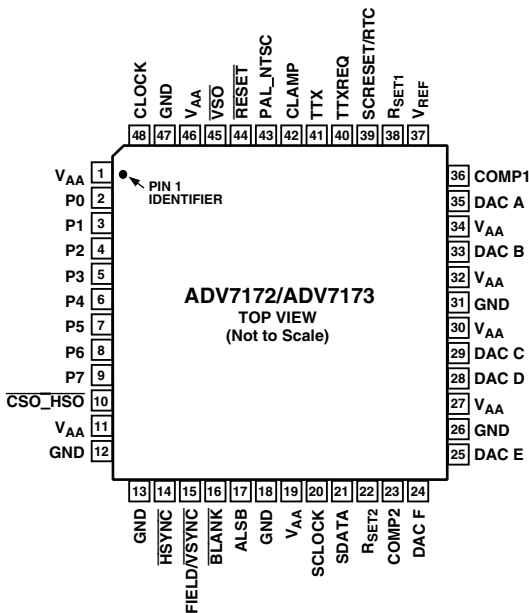 CLOCK
GND
VAA
VSO
RESET
PAL_NTSC
CLAMP
TTX
TTXREQ
SCRESET/RTC
RSET1
VREF
48 47 46 45 44 43 42 41 40 39 38 37
VAA 1
P0 2
P1 3
P2 4
P3 5
P4 6
P5 7
P6 8
P7 9
CSO_HSO 10
VAA 11
GND 12
PIN 1
IDENTIFIER
ADV7172/ADV7173
TOP VIEW
(Not to Scale)
36 COMP1
35 DAC A
34 VAA
33 DAC B
32 VAA
31 GND
30 VAA
29 DAC C
28 DAC D
27 VAA
26 GND
25 DAC E
13 14 15 16 17 18 19 20 21 22 23 24
GND
HSYNC
FIELD/VSYNC
BLANK
ALSB
GND
VAA
SCLOCK
SDATA
RSET2
COMP2
DAC F